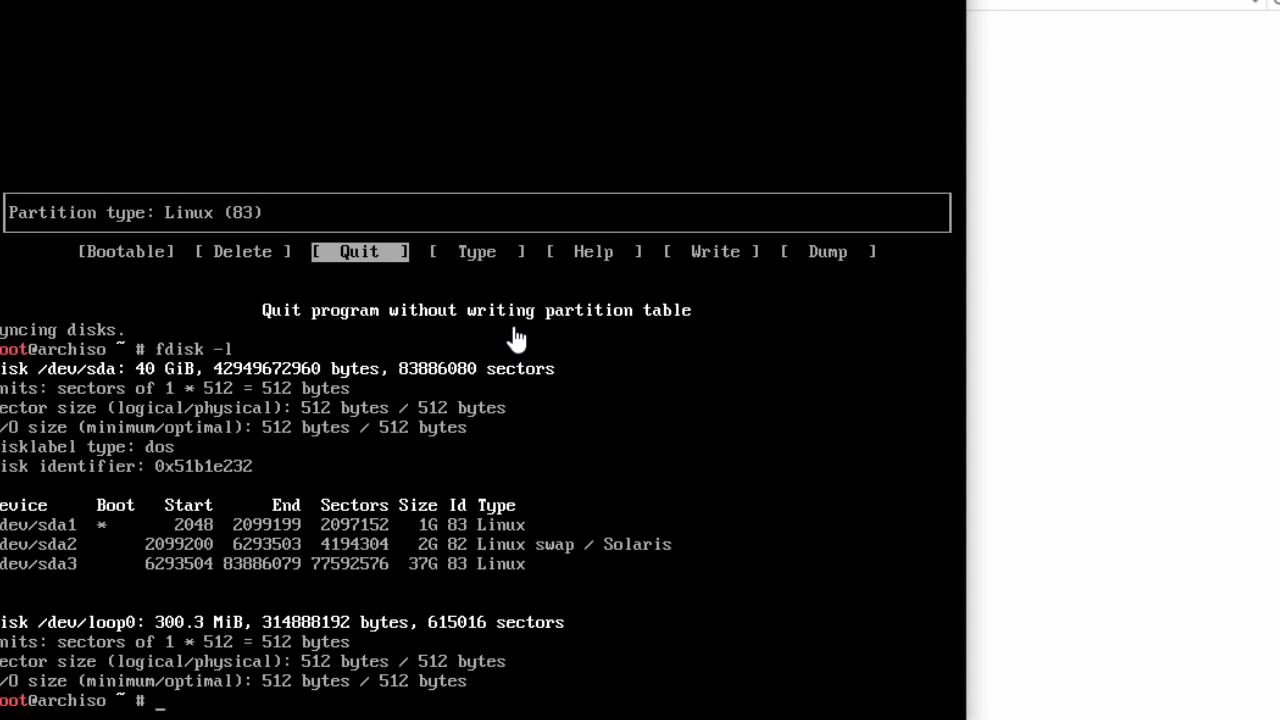 Partition type: Linux (83)
[Bootable] [ Delete ] [ Quit ] [ Type ] [ Help ] [ Write ] [ Dump ]
Quit program without writing partition table
yncing disks.
oot@archiso ~ # fdisk -l
isk /dev/sda: 40 GiB, 42949672960 bytes, 83886080 sectors
nits: sectors of 1 * 512 = 512 bytes
ector size (logical/physical): 512 bytes / 512 bytes
/O size (minimum/optimal): 512 bytes / 512 bytes
isklabel type: dos
isk identifier: 0x51b1e232
evice Boot Start End Sectors Size Id Type
dev/sda1 * 2048 2099199 2097152 1G 83 Linux
dev/sda2 2099200 6293503 4194304 2G 82 Linux swap / Solaris
dev/sda3 6293504 83886079 77592576 37G 83 Linux
isk /dev/loop0: 300.3 MiB, 314888192 bytes, 615016 sectors
nits: sectors of 1 * 512 = 512 bytes
ector size (logical/physical): 512 bytes / 512 bytes
/O size (minimum/optimal): 512 bytes / 512 bytes
oot@archiso ~ # _